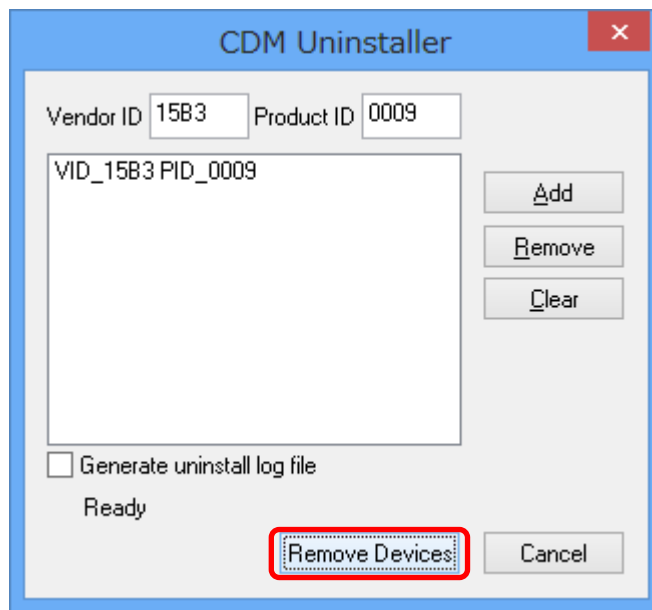 CDM Uninstaller
Vendor ID 15B3 Product ID 0009
VID_15B3 PID_0009
Add
Remove
Clear
Generate uninstall log file
Ready
Remove Devices Cancel